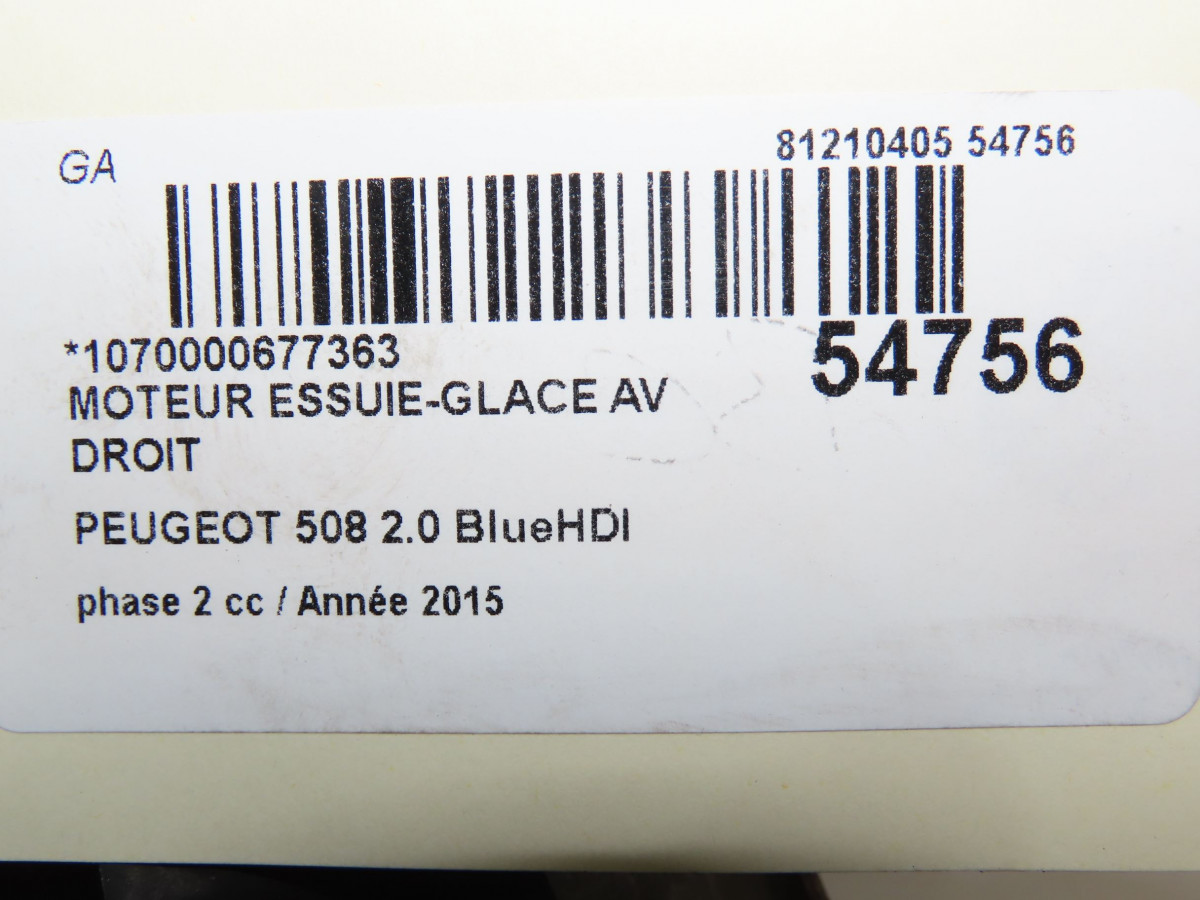 GA
81210405 54756
*1070000677363
54756
MOTEUR ESSUIE-GLACE AV
DROIT
PEUGEOT 508 2.0 BlueHDI
phase 2 cc / Année 2015